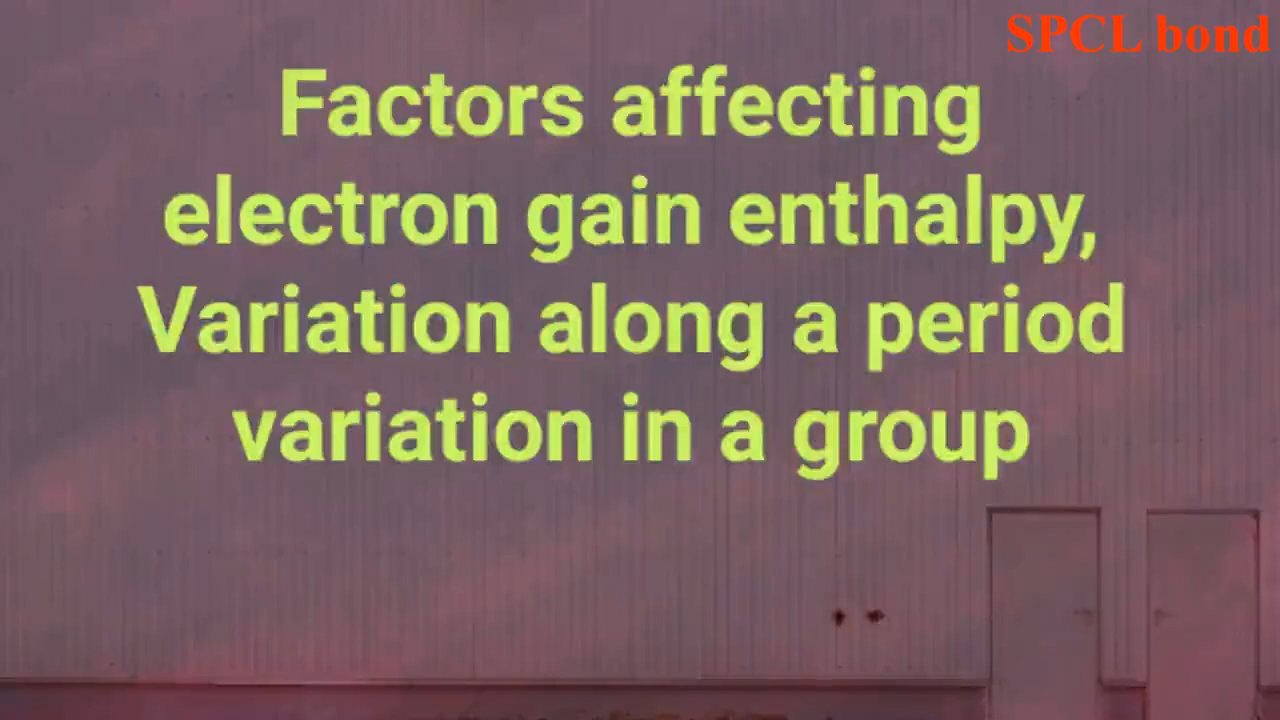 SPCL bond
Factors affecting
electron gain enthalpy,
Variation along a period
variation in a group